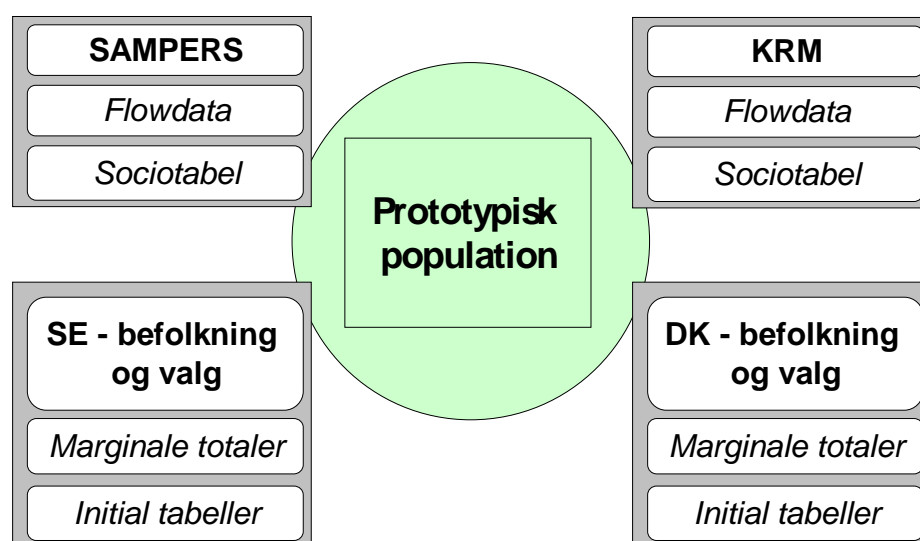 SAMPERS
Flowdata
Sociotabel
KRM
Flowdata
Sociotabel
Prototypisk
population
SE - befolkning
og valg
Marginale totaler
Initial tabeller
DK - befolkning
og valg
Marginale totaler
Initial tabeller